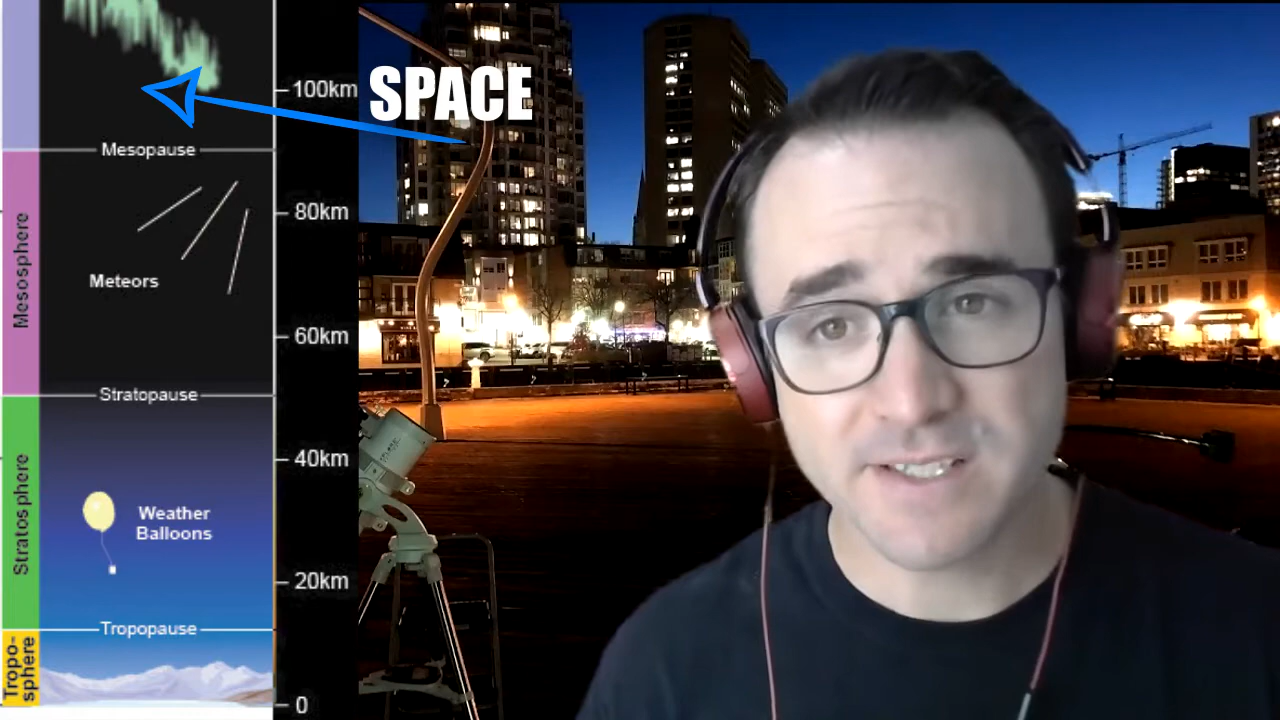 SPACE
100km
Mesopause
80km
Mesosphere
Meteors
60km
Stratopause
40km
Stratosphere
Weather
Balloons
20km
Tropopause
Tropo-
sphere
0